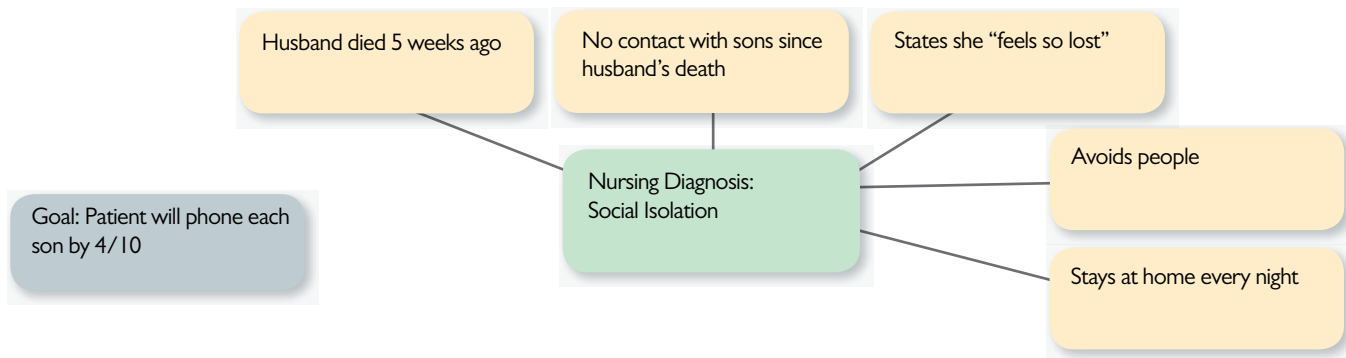 Husband died 5 weeks ago
No contact with sons since
husband’s death
States she “feels so lost”
Avoids people
Nursing Diagnosis:
Social Isolation
Goal: Patient will phone each
son by 4/10
Stays at home every night